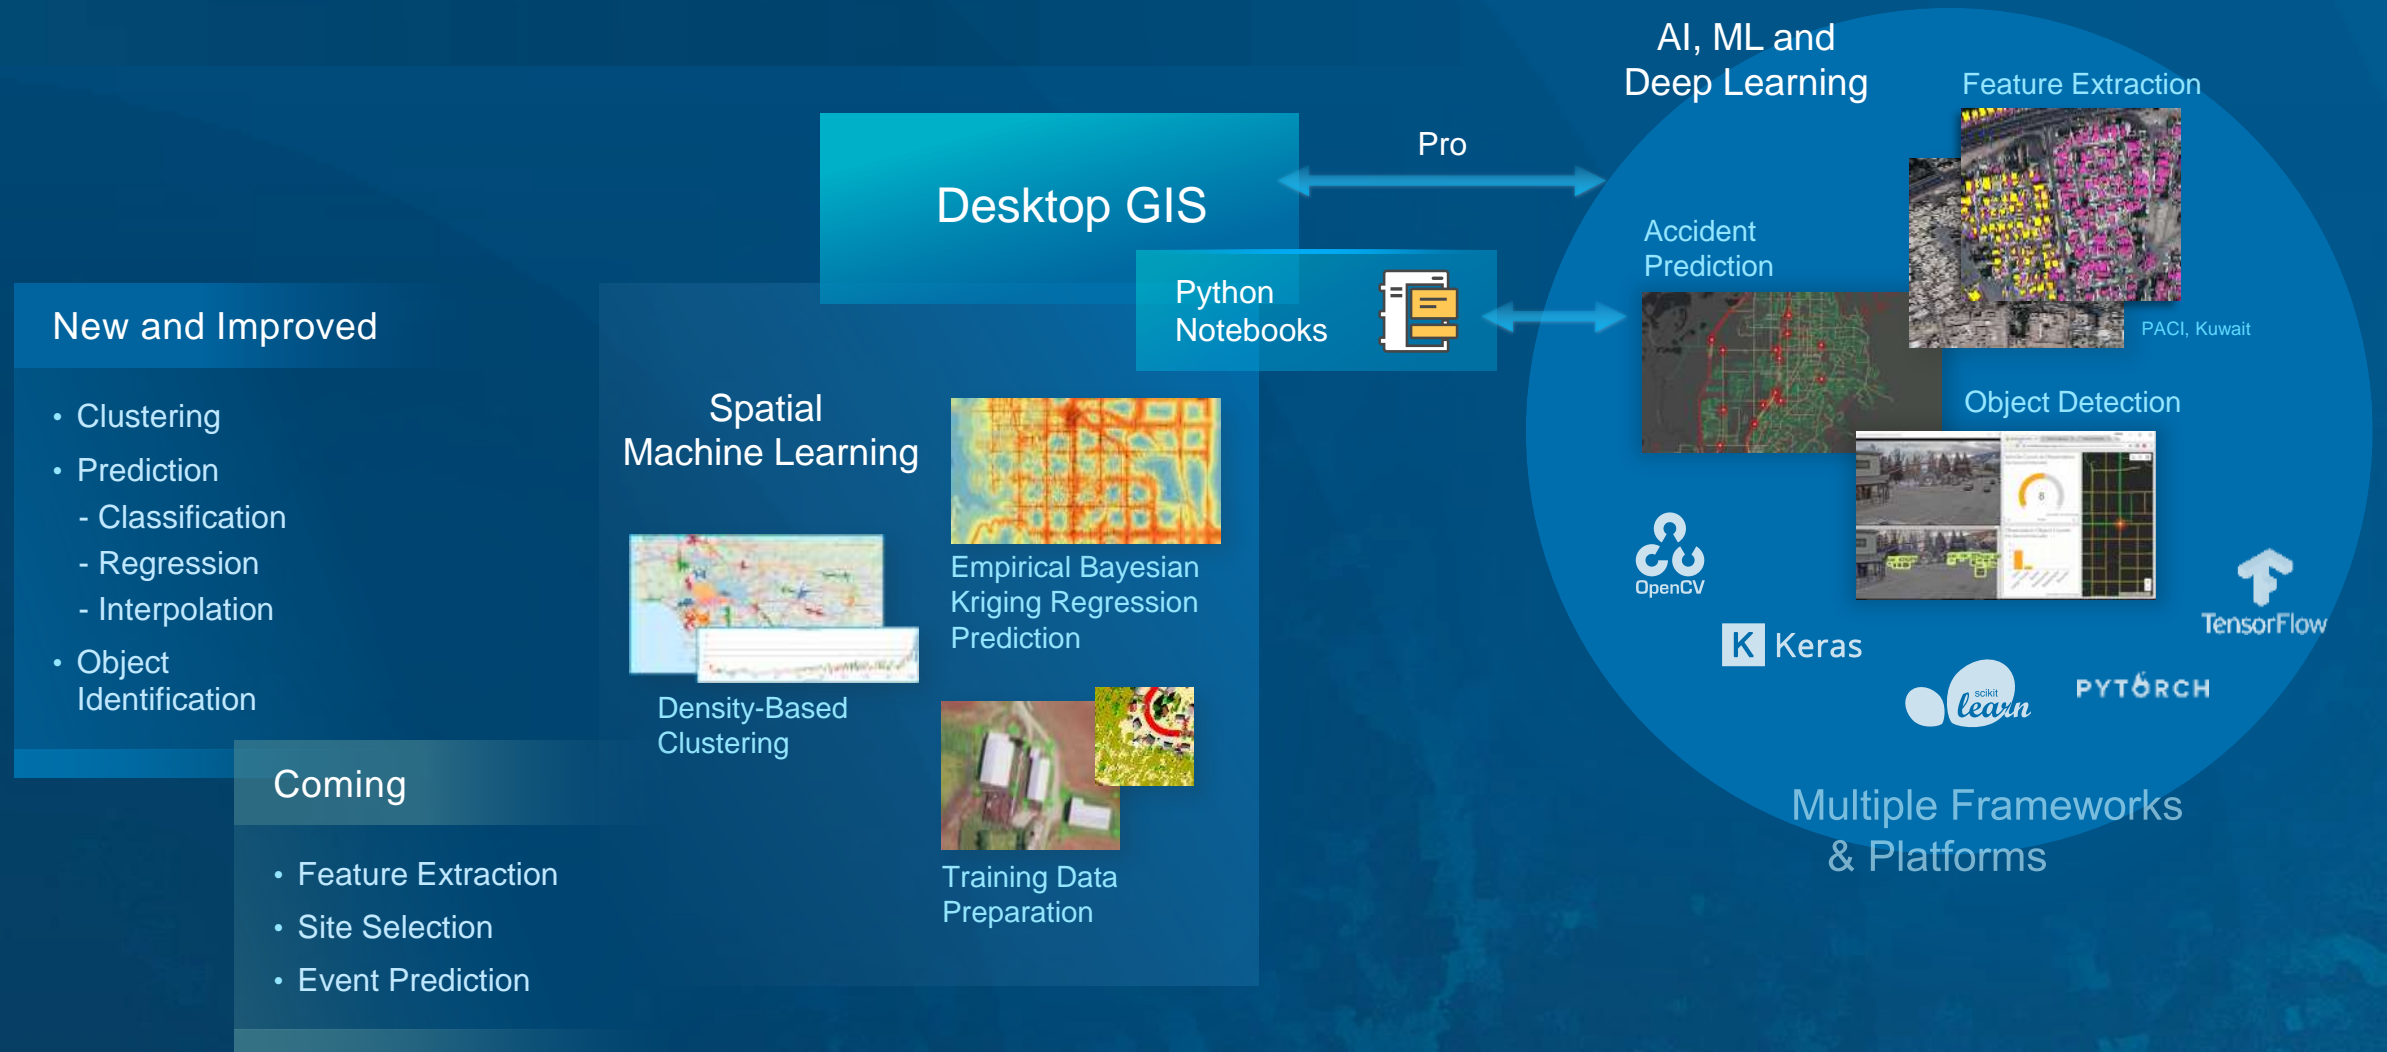 AI, ML and
Deep Learning
Feature Extraction
Pro
Desktop GIS
Accident
Prediction
Python
Notebooks
PACI, Kuwait
New and Improved
• Clustering
• Prediction
- Classification
- Regression
- Interpolation
• Object
Identification
Spatial
Machine Learning
Object Detection
8
Empirical Bayesian
Kriging Regression
Prediction
Density-Based
Clustering
Training Data
Preparation
OpenCV
TensorFlow
K Keras
scikit
learn
PYTORCH
Multiple Frameworks
& Platforms
Coming
• Feature Extraction
• Site Selection
• Event Prediction